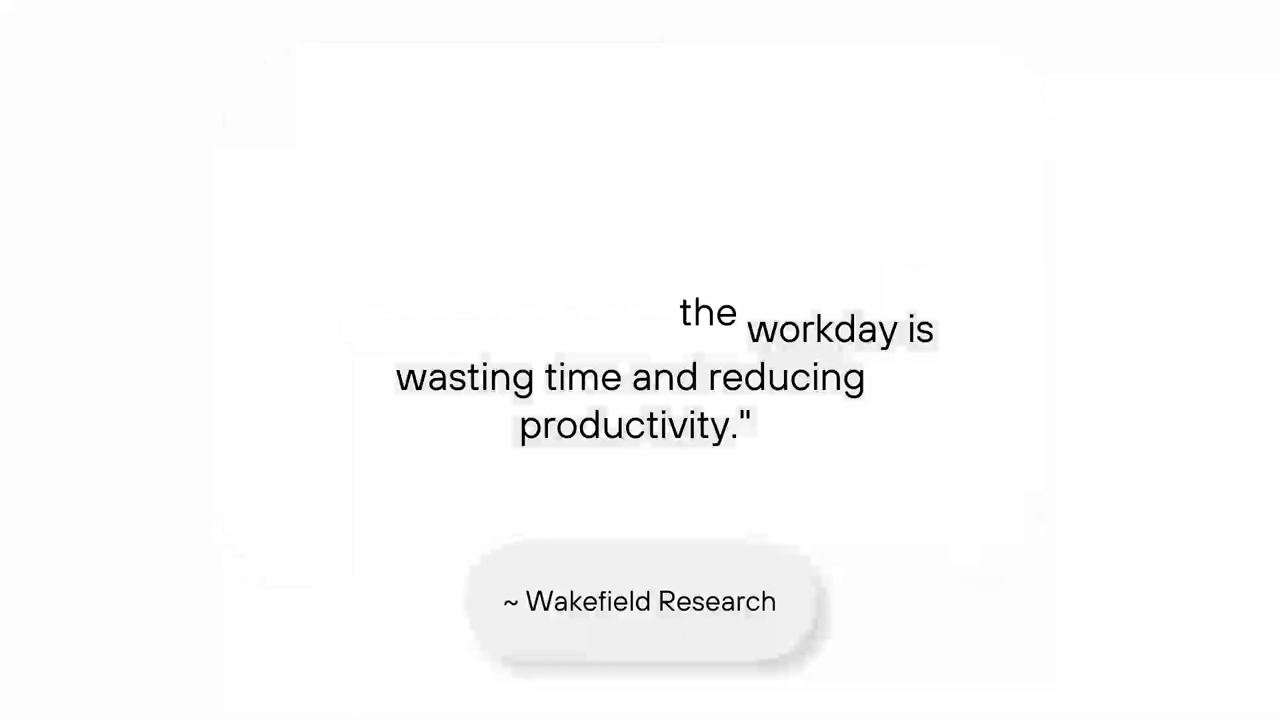 the workday is
wasting time and reducing
productivity."
~ Wakefield Research